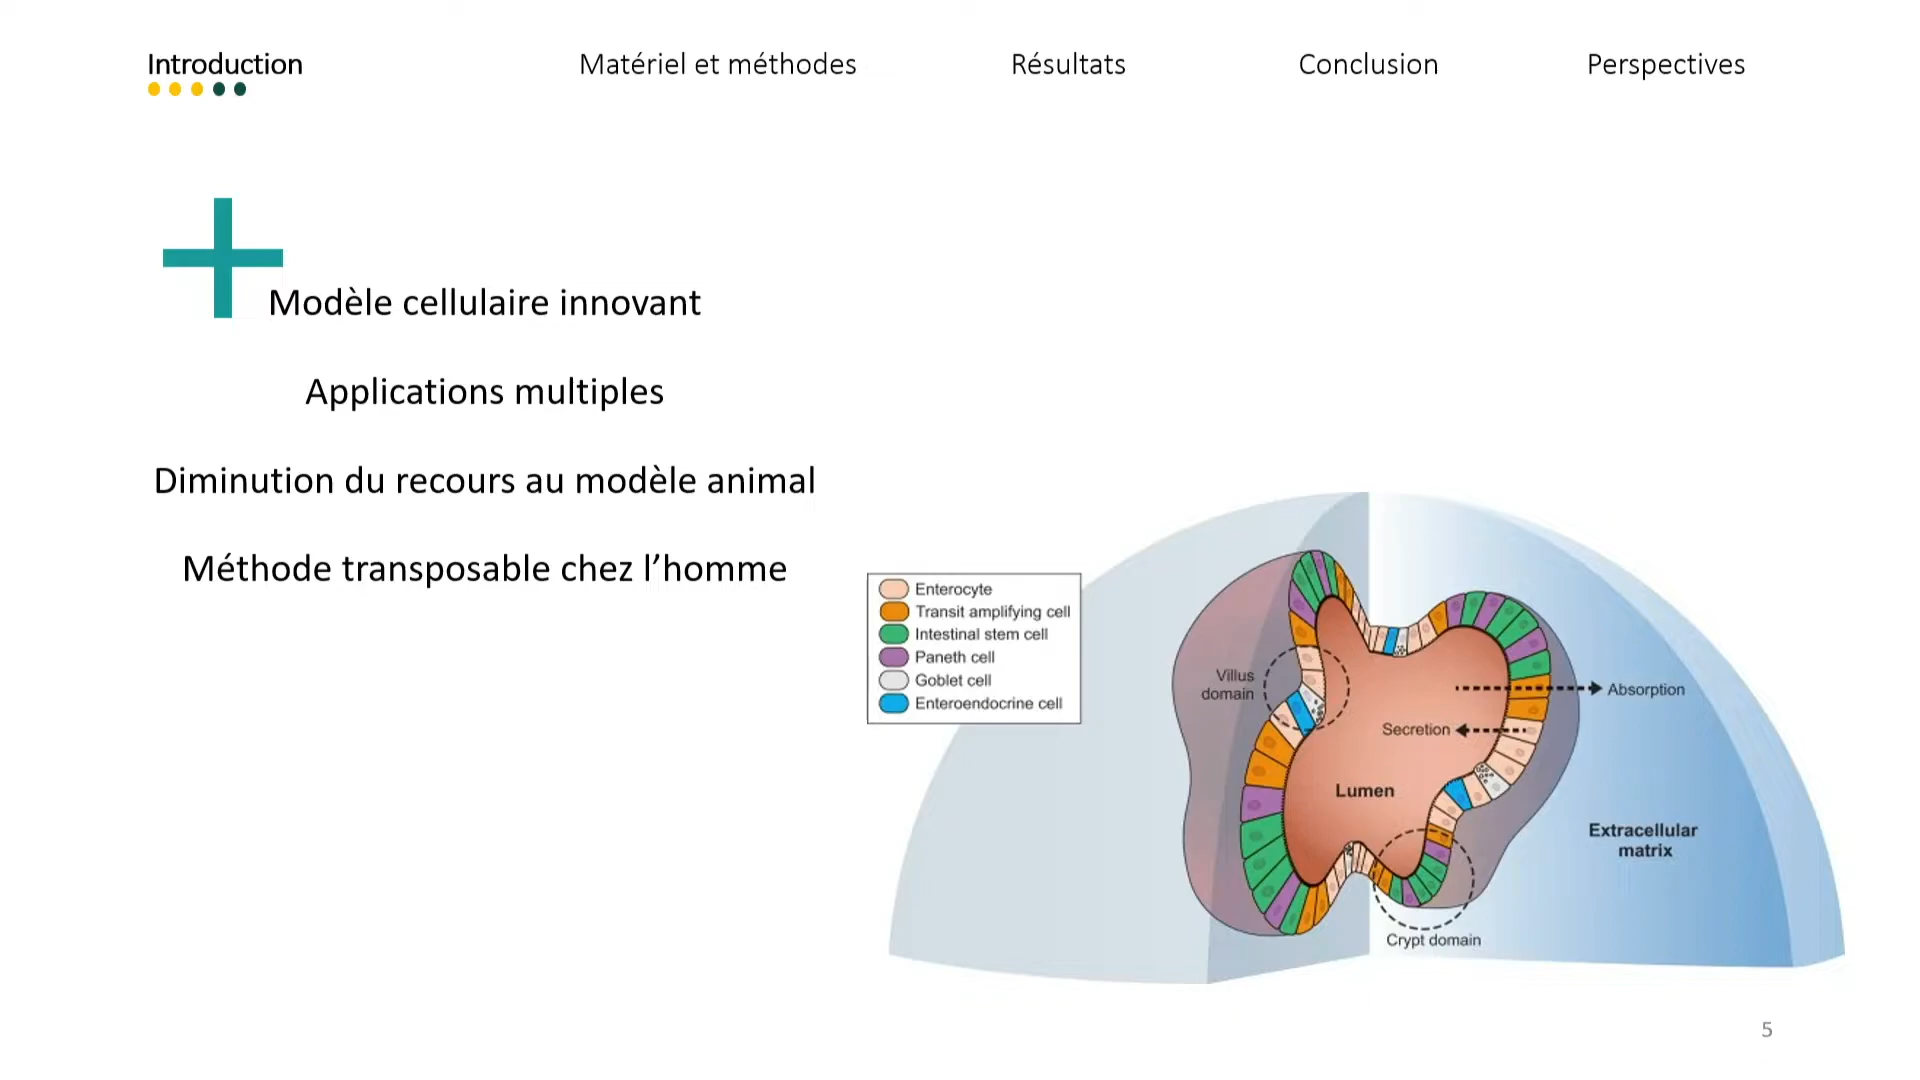 Introduction
Matériel et méthodes
Résultats
Conclusion
Perspectives
Modèle cellulaire innovant
Applications multiples
Diminution du recours au modèle animal
Méthode transposable chez l’homme
Enterocyte
Transit amplifying cell
Intestinal stem cell
Paneth cell
Goblet cell
Enteroendocrine cell
Villus
domain
Absorption
Secretion
Lumen
Extracellular
matrix
Crypt domain
5